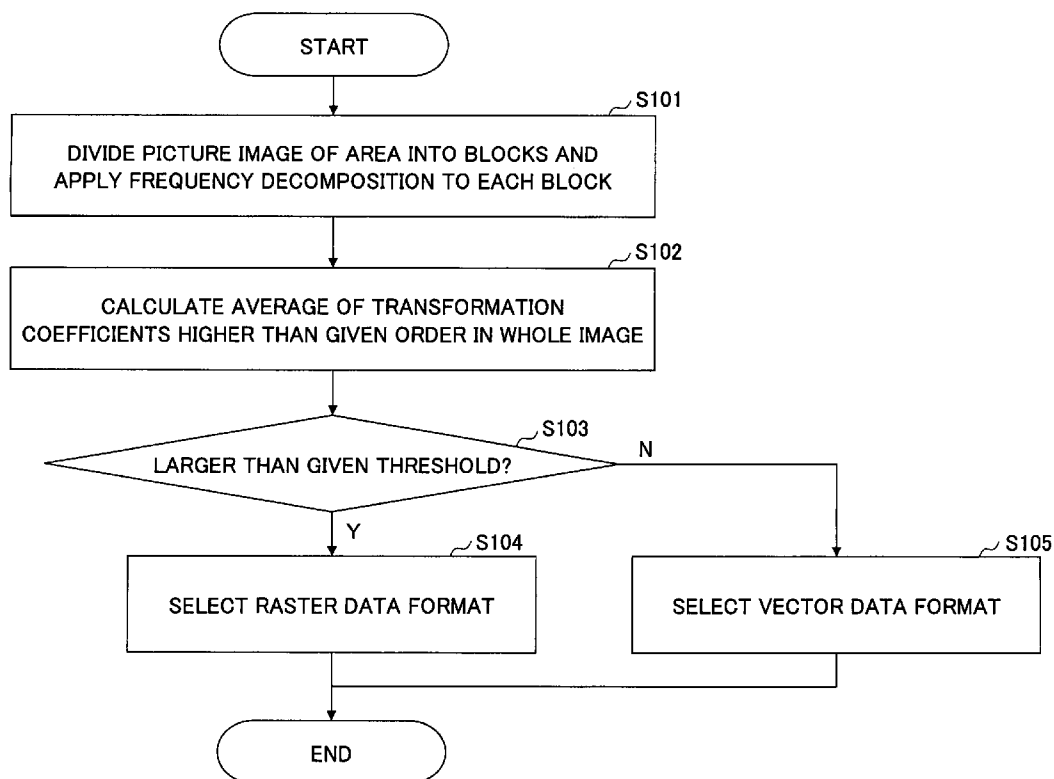 START
S101
DIVIDE PICTURE IMAGE OF AREA INTO BLOCKS AND
APPLY FREQUENCY DECOMPOSITION TO EACH BLOCK
S102
CALCULATE AVERAGE OF TRANSFORMATION
COEFFICIENTS HIGHER THAN GIVEN ORDER IN WHOLE IMAGE
S103
LARGER THAN GIVEN THRESHOLD?
N
Y
S104
SELECT RASTER DATA FORMAT
S105
SELECT VECTOR DATA FORMAT
END